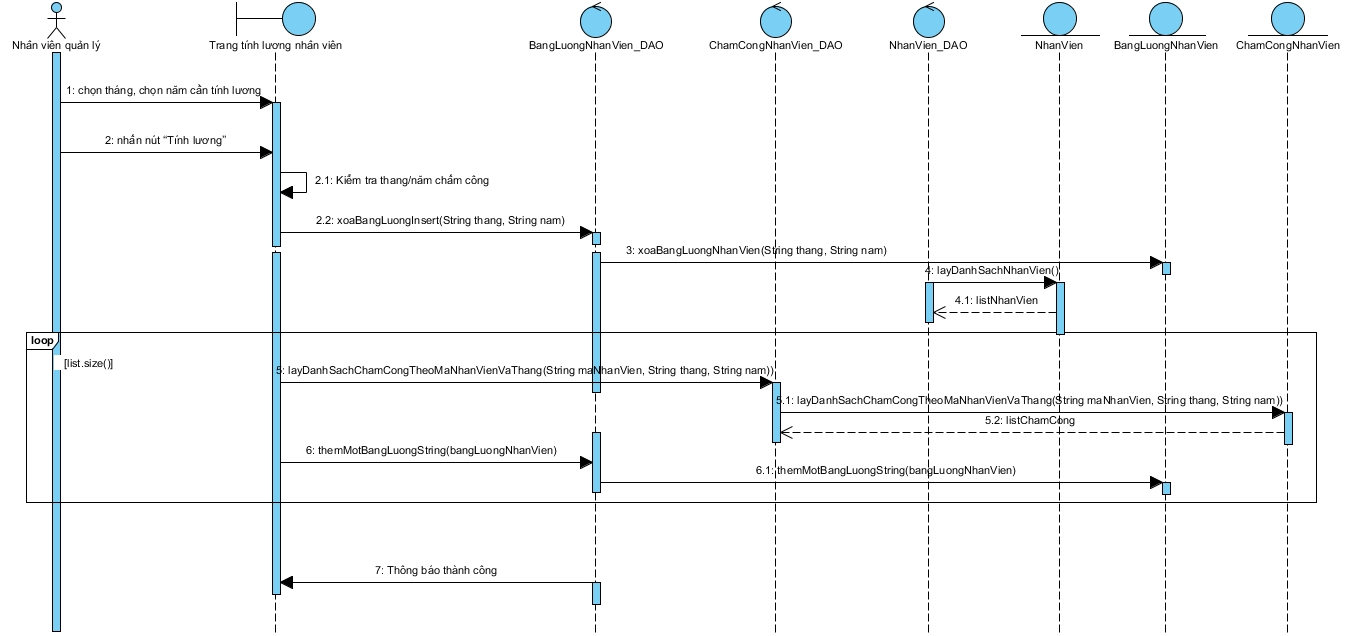 Nhân viên quản lý
Trang tính lương nhân viên
BangLuongNhanVien_DAO
ChamCongNhanVien_DAO
NhanVien_DAO
NhanVien
BangLuongNhanVien
ChamCongNhanVien
1: chọn tháng, chọn năm cần tính lương
2: nhấn nút “Tính lương”
2.1: Kiểm tra thang/năm chấm công
2.2: xoaBangLuongInsert(String thang, String nam)
3: xoaBangLuongNhanVien(String thang, String nam)
4: layDanhSachNhanVien()
4.1: listNhanVien
loop
[list.size()]
5: layDanhSachChamCongTheoMaNhanVienVaThang(String maNhanVien, String thang, String nam))
5.1: layDanhSachChamCongTheoMaNhanVienVaThang(String maNhanVien, String thang, String nam))
5.2: listChamCong
6: themMotBangLuongString(bangLuongNhanVien)
6.1: themMotBangLuongString(bangLuongNhanVien)
7: Thông báo thành công